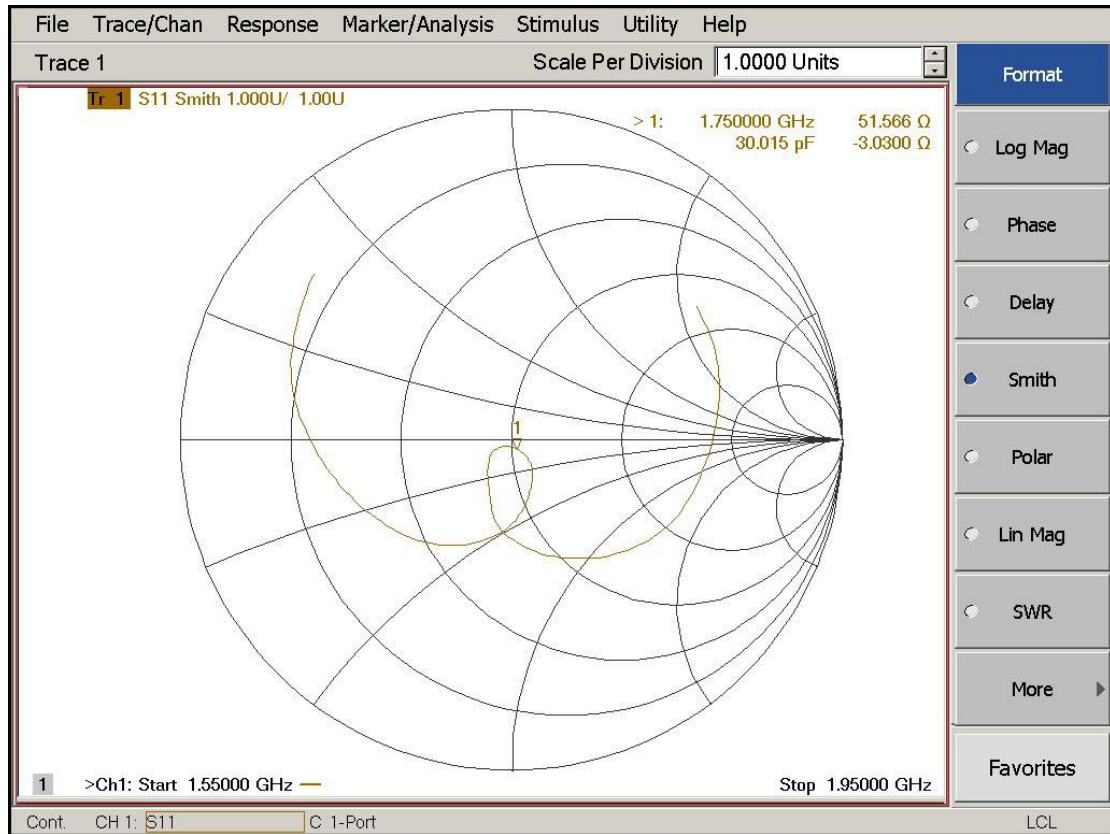 File Trace/Chan Response Marker/Analysis Stimulus Utility Help
Trace 1 Scale Per Division 1.0000 Units
Format
Tr 1 S11 Smith 1.000U/ 1.00U
> 1: 1.750000 GHz 51.566 Ω
30.015 pF -3.0300 Ω
Log Mag
Phase
Delay
Smith
Polar
Lin Mag
SWR
More
Favorites
1
1 >Ch1: Start 1.55000 GHz Stop 1.95000 GHz
Cont. CH 1: S11 C 1-Port LCL